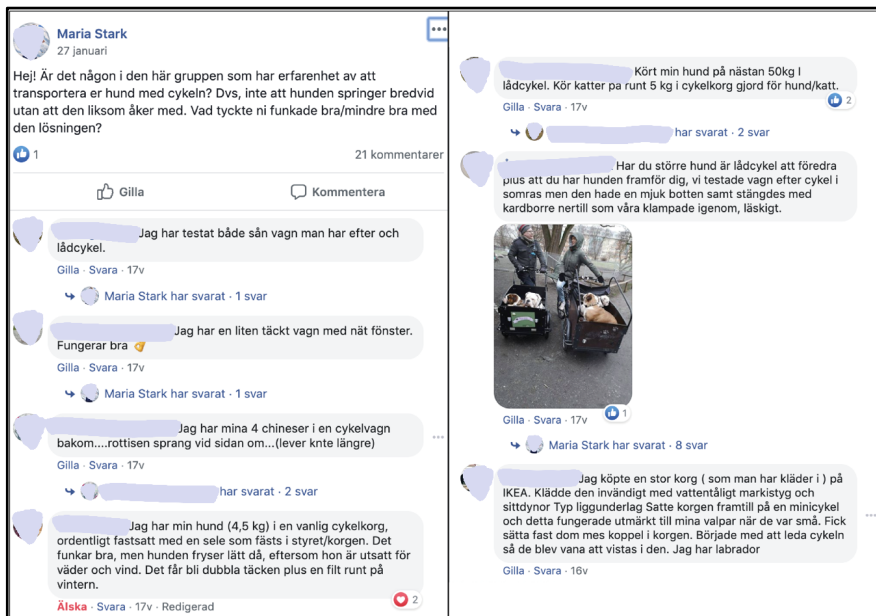 Maria Stark
27 januari
Hej! Är det någon i den här gruppen som har erfarenhet av att
transportera er hund med cykeln? Dvs, inte att hunden springer bredvid
utan att den liksom åker med. Vad tyckte ni funkade bra/mindre bra med
den lösningen?
1
21 kommentarer
Gilla
Kommentera
Jag har testat både sån vagn man har efter och
lådcykel.
Gilla · Svara · 17v
Maria Stark har svarat · 1 svar
Jag har en liten täckt vagn med nät fönster.
Fungerar bra 👌
Gilla · Svara · 17v
Maria Stark har svarat · 1 svar
Jag har mina 4 chineser i en cykelvagn
bakom....rottisen sprang vid sidan om...(lever knte längre)
Gilla · Svara · 17v
har svarat · 2 svar
Jag har min hund (4,5 kg) i en vanlig cykelkorg,
ordentligt fastsatt med en sele som fästs i styret/korgen. Det
funkar bra, men hunden fryser lätt då, eftersom hon är utsatt för
väder och vind. Det får bli dubbla täcken plus en filt runt på
vintern.
Älska · Svara · 17v · Redigerad
2
Kört min hund på nästan 50kg I
lådcykel. Kör katter på runt 5 kg i cykelkorg gjord för hund/katt.
Gilla · Svara · 17v
2
har svarat · 2 svar
Har du större hund är lådcykel att föredra
plus att du har hunden framför dig, vi testade vagn efter cykel i
somras men den hade en mjuk botten samt stängdes med
kardborre nertill som våra klampade igenom, läskigt.
Gilla · Svara · 17v
1
Maria Stark har svarat · 8 svar
Jag köpte en stor korg ( som man har kläder i ) på
IKEA. Klädde den invändigt med vattentåligt markistyg och
sittdynor Typ liggunderlag Satte korgen framtill på en minicykel
och detta fungerade utmärkt till mina valpar när de var små. Fick
sätta fast dom mes koppel i korgen. Började med att leda cykeln
så de blev vana att vistas i den. Jag har labrador
Gilla · Svara · 16v